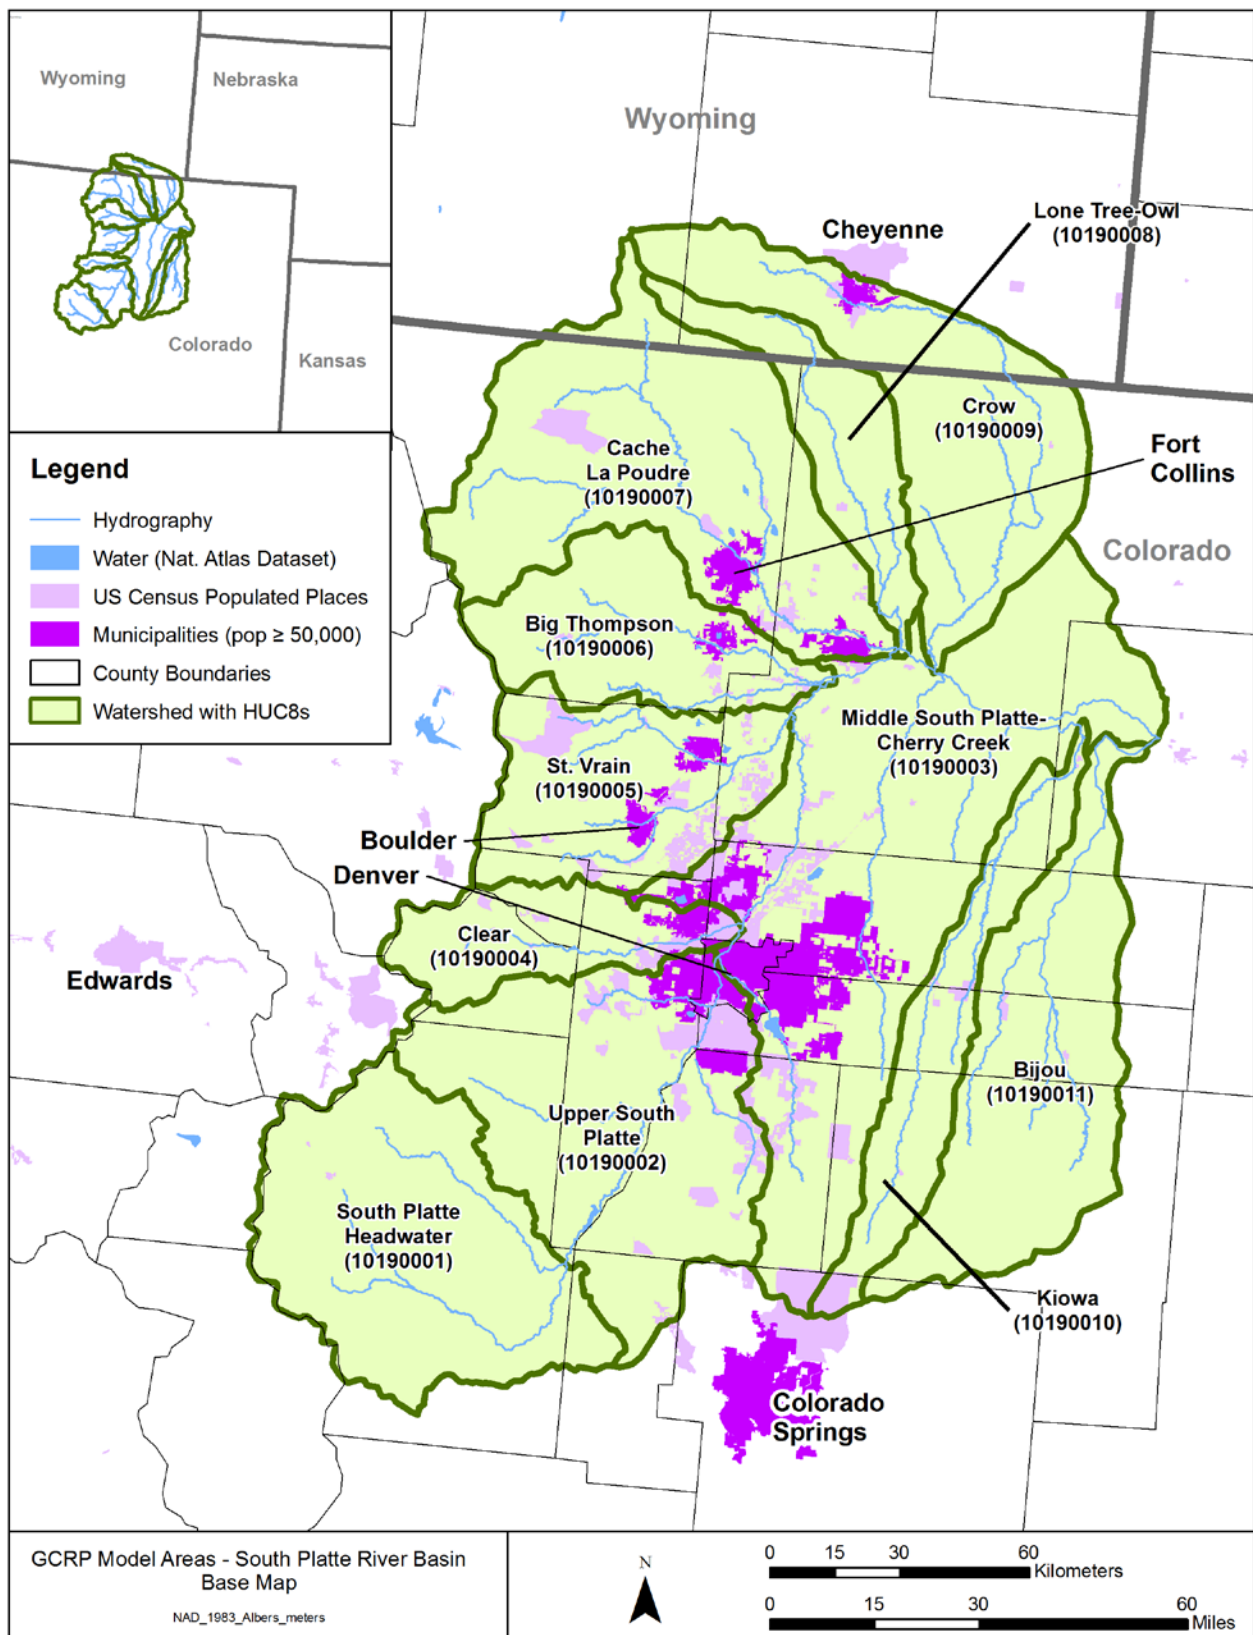 Wyoming
Nebraska
Colorado
Kansas
Legend
Hydrography
Water (Nat. Atlas Dataset)
US Census Populated Places
Municipalities (pop ≥ 50,000)
County Boundaries
Watershed with HUC8s
Wyoming
Cheyenne
Lone Tree-Owl
(10190008)
Crow
(10190009)
Fort
Collins
Cache
La Poudre
(10190007)
Colorado
Big Thompson
(10190006)
Middle South Platte-
Cherry Creek
(10190003)
St. Vrain
(10190005)
Boulder
Denver
Clear
(10190004)
Edwards
Bijou
(10190011)
Upper South
Platte
(10190002)
South Platte
Headwater
(10190001)
Kiowa
(10190010)
Colorado
Springs
GCRP Model Areas - South Platte River Basin
Base Map
NAD_1983_Albers_meters
N
0 15 30 60
Kilometers
0 15 30 60
Miles